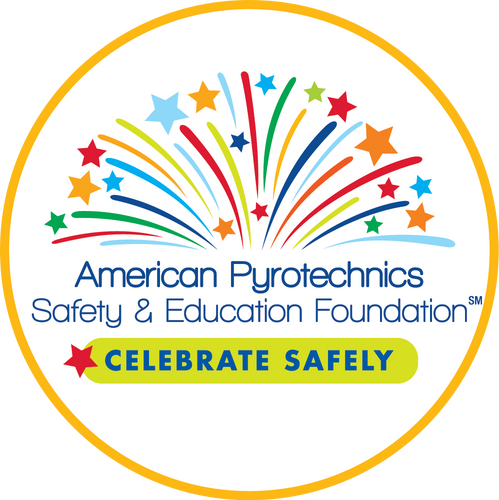 American Pyrotechnics
Safety & Education Foundation℠
CELEBRATE SAFELY